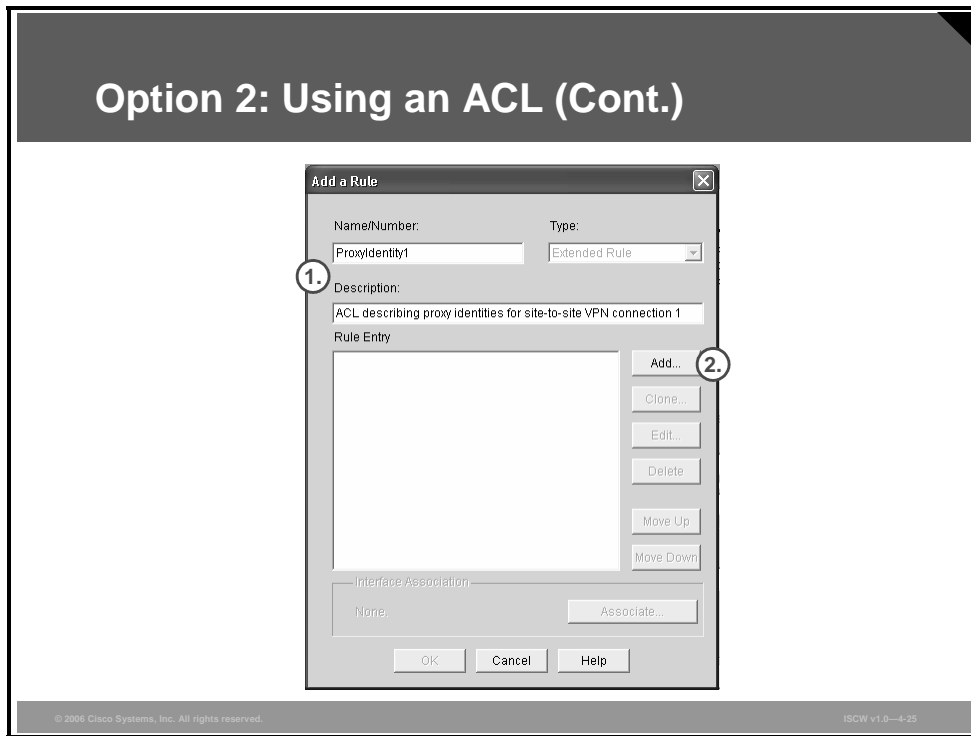 Option 2: Using an ACL (Cont.)
Add a Rule
Name/Number: Type:
ProxyIdentity1 Extended Rule
1.
Description:
ACL describing proxy identities for site-to-site VPN connection 1
Rule Entry
Add... 2.
Clone...
Edit...
Delete
Move Up
Move Down
Interface Association
None. Associate...
OK Cancel Help
© 2006 Cisco Systems, Inc. All rights reserved. ISCW v1.0—4-25